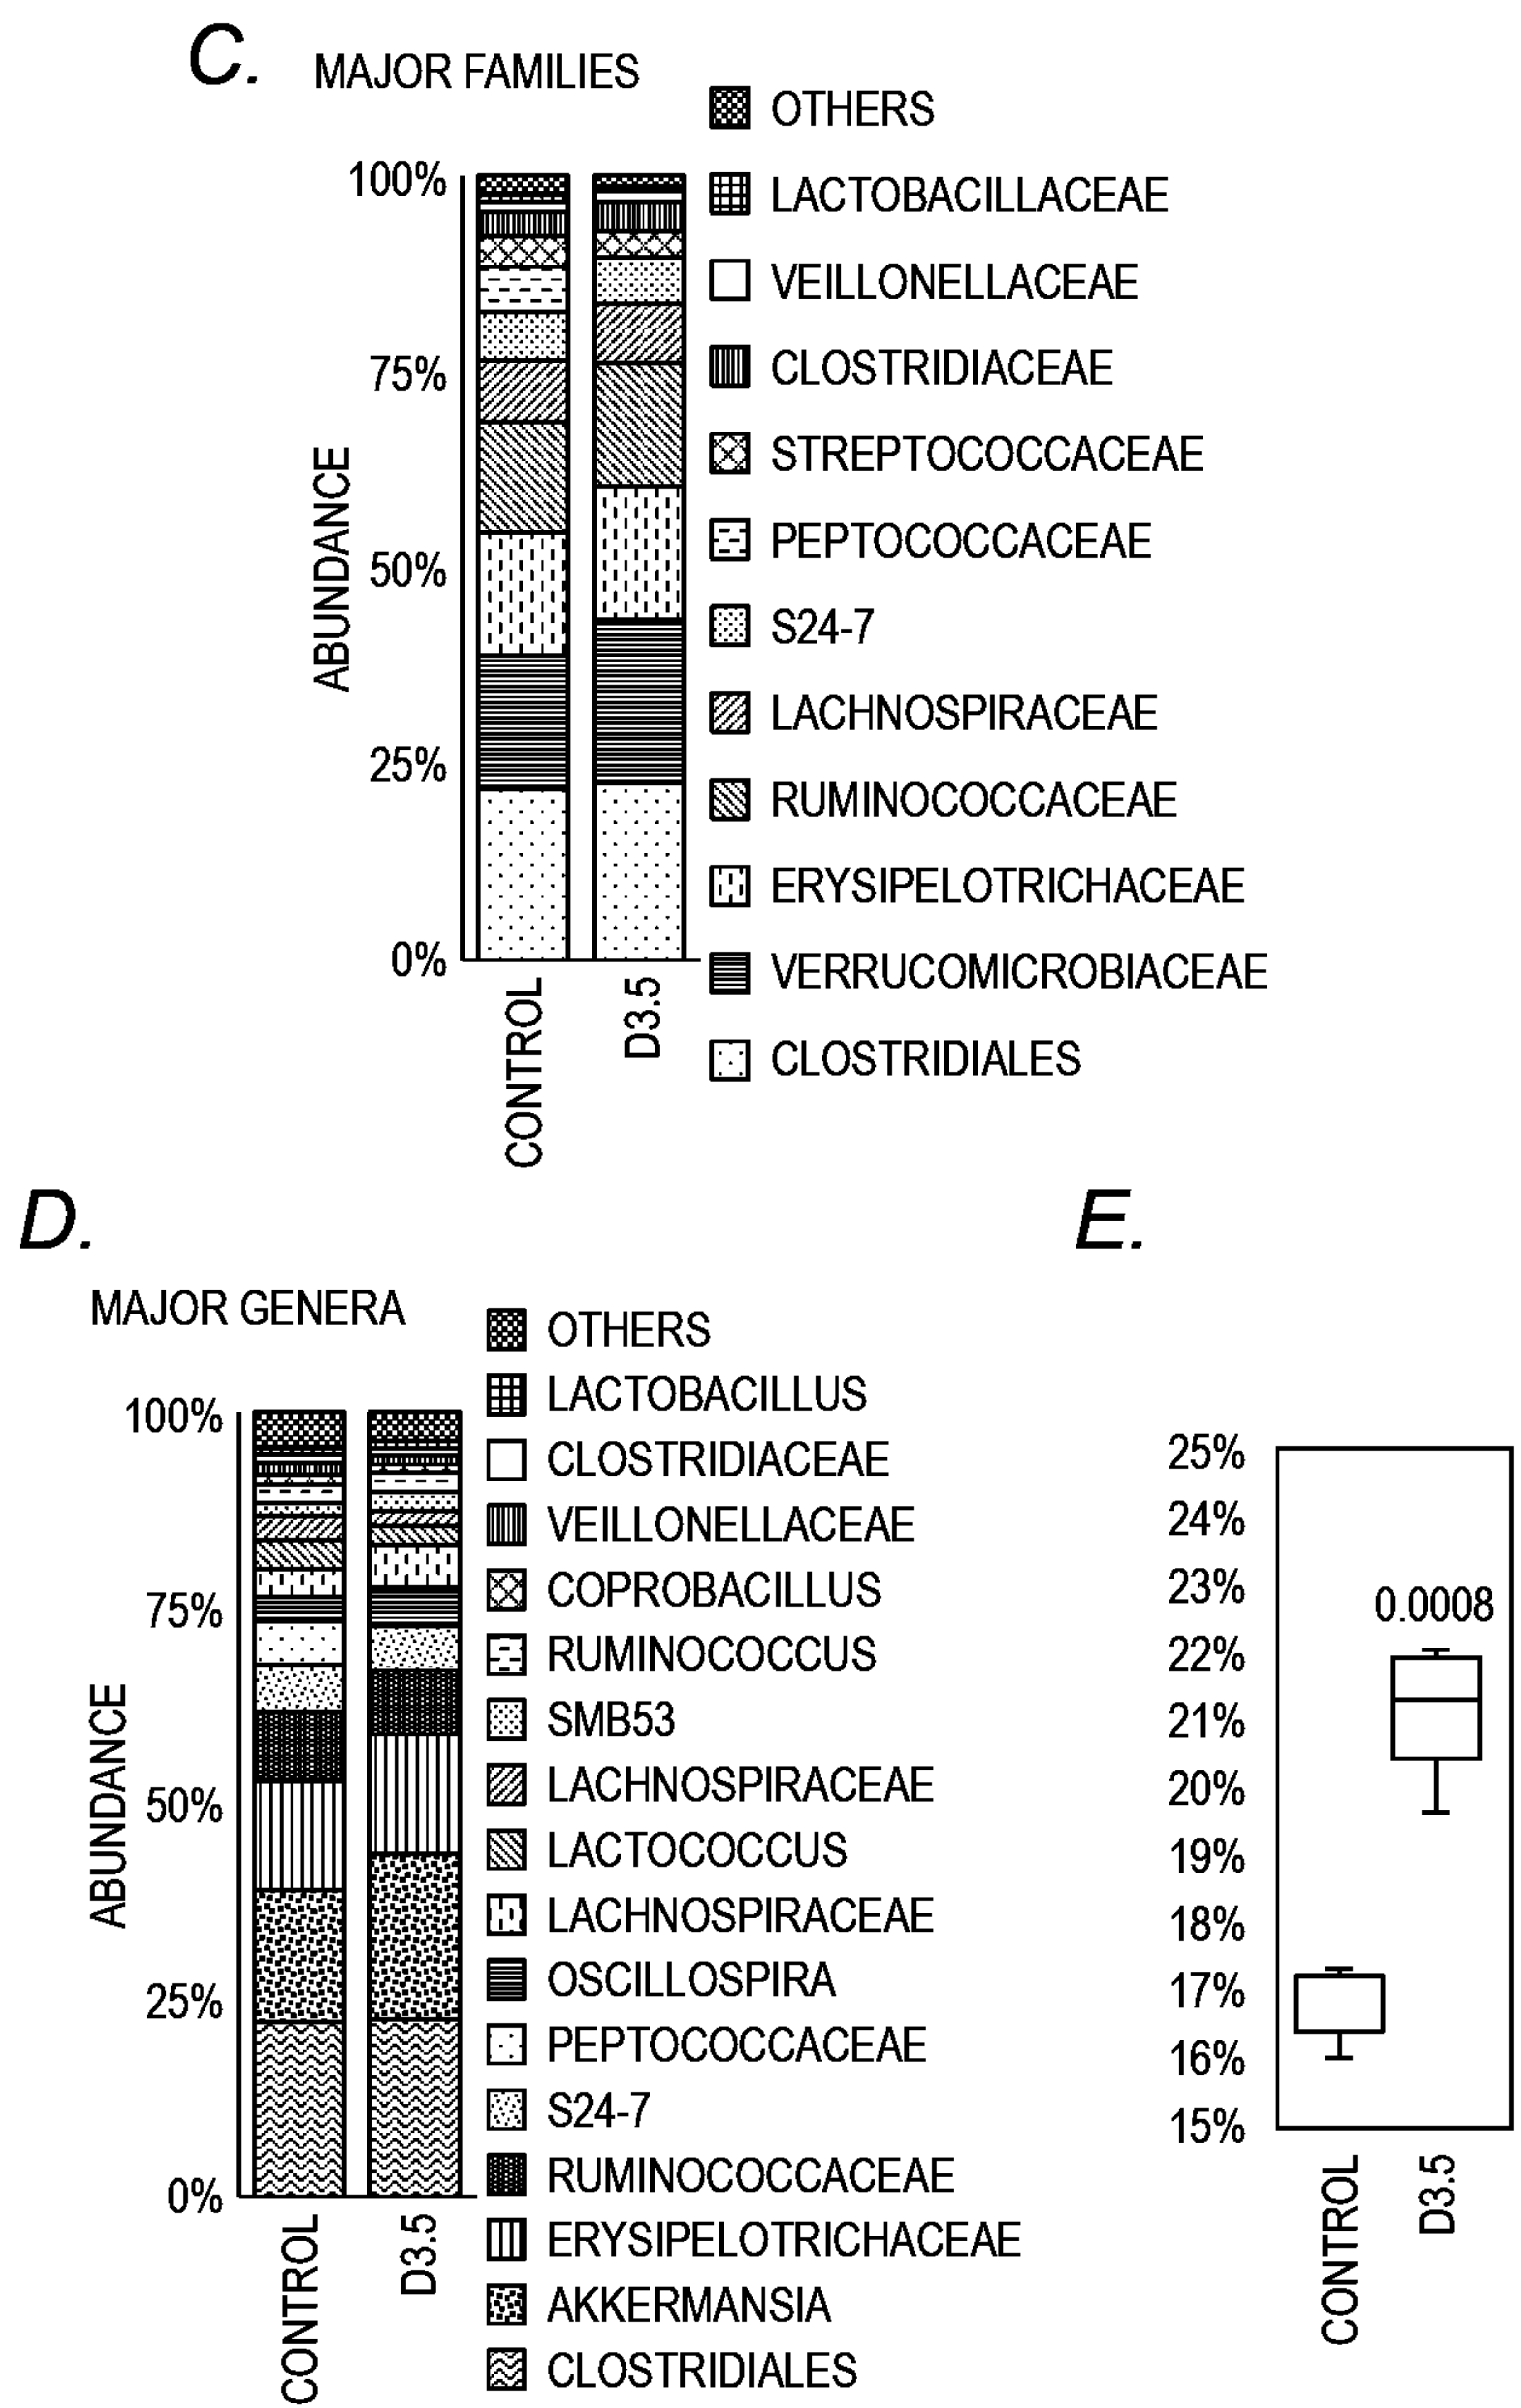 C. MAJOR FAMILIES
OTHERS
LACTOBACILLACEAE
VEILLONELLACEAE
CLOSTRIDIACEAE
STREPTOCOCCACEAE
PEPTOCOCCACEAE
S24-7
LACHNOSPIRACEAE
RUMINOCOCCACEAE
ERYSIPELOTRICHACEAE
VERRUCOMICROBIACEAE
CLOSTRIDIALES
100%
75%
50%
25%
0%
ABUNDANCE
CONTROL
D3.5
D.
MAJOR GENERA
OTHERS
LACTOBACILLUS
CLOSTRIDIACEAE
VEILLONELLACEAE
COPROBACILLUS
RUMINOCOCCUS
SMB53
LACHNOSPIRACEAE
LACTOCOCCUS
LACHNOSPIRACEAE
OSCILLOSPIRA
PEPTOCOCCACEAE
S24-7
RUMINOCOCCACEAE
ERYSIPELOTRICHACEAE
AKKERMANSIA
CLOSTRIDIALES
100%
75%
50%
25%
0%
ABUNDANCE
CONTROL
D3.5
E.
25%
24%
23%
22%
21%
20%
19%
18%
17%
16%
15%
0.0008
CONTROL
D3.5